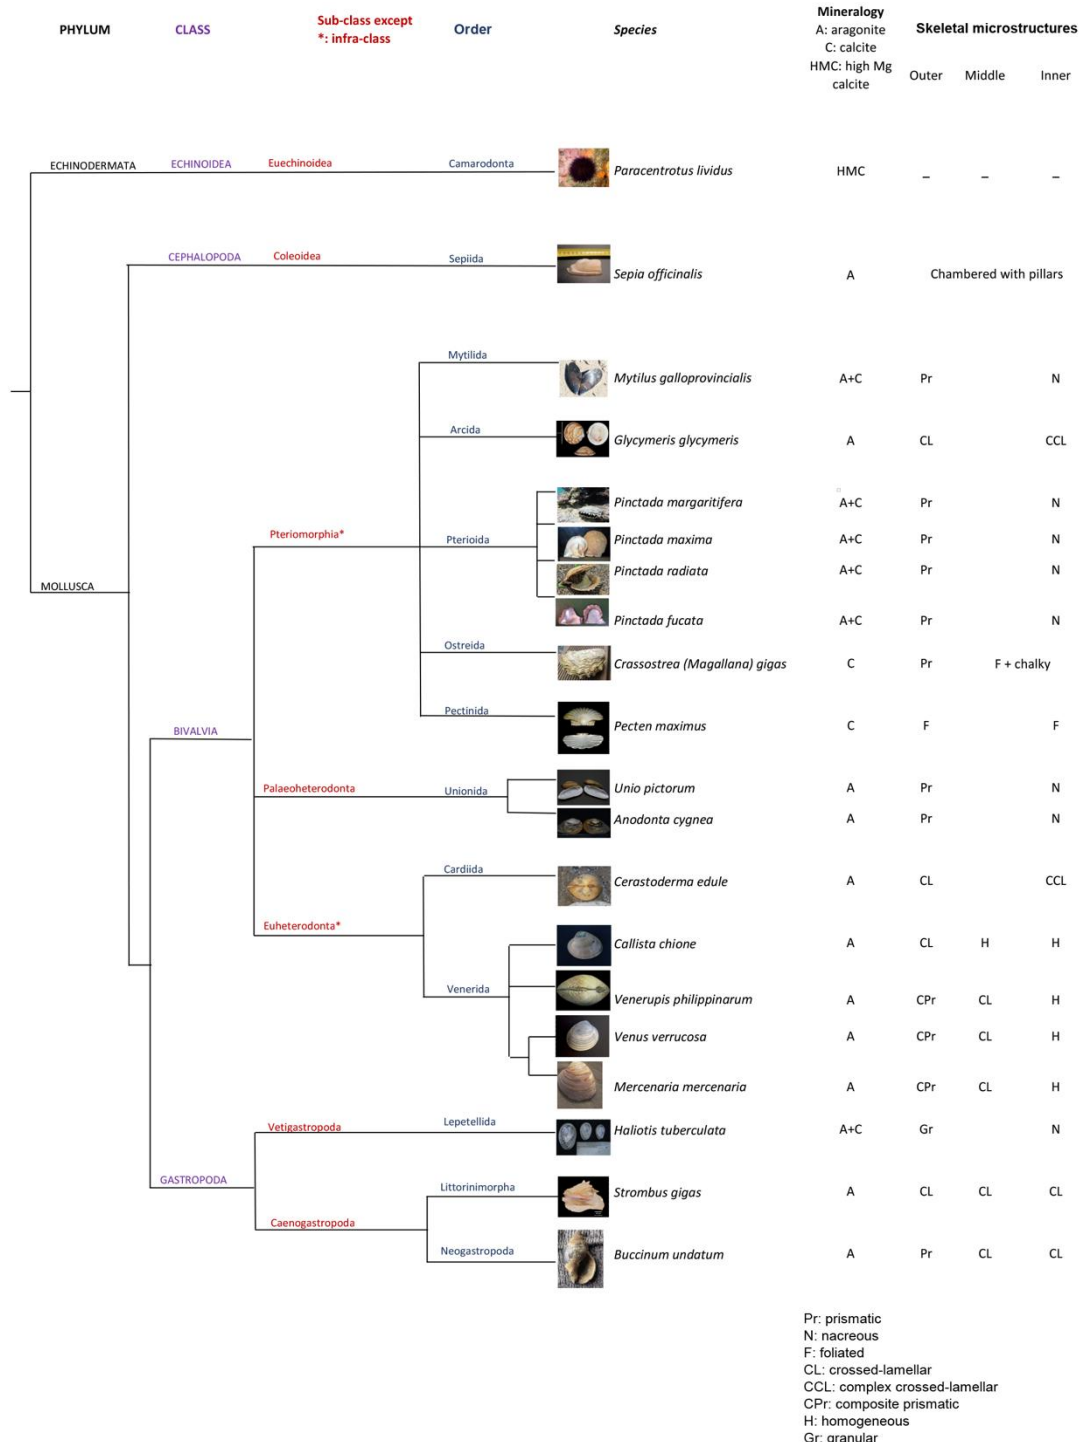 PHYLUM CLASS Sub-class except Order Species Mineralogy Skeletal microstructures
*: infra-class A: aragonite
C: calcite
HMC: high Mg Outer Middle Inner
calcite
ECHINODERMATA ECHINOIDEA Euechinoidea Camarodonta Paracentrotus lividus HMC _ _ _
CEPHALOPODA Coleoidea Sepiida Sepia officinalis A Chambered with pillars
Mytilida Mytilus galloprovincialis A+C Pr N
Arcida Glycymeris glycymeris A CL CCL
Pinctada margaritifera A+C Pr N
Pteriomorphia* Pterioida Pinctada maxima A+C Pr N
Pinctada radiata A+C Pr N
MOLLUSCA
Pinctada fucata A+C Pr N
Ostreida Crassostrea (Magallana) gigas C Pr F + chalky
Pectinida Pecten maximus C F F
BIVALVIA
Palaeoheterodonta Unionida Unio pictorum A Pr N
Anodonta cygnea A Pr N
Cardiida Cerastoderma edule A CL CCL
Euheterodonta* Callista chione A CL H H
Venerida Venerupis philippinarum A CPr CL H
Venus verrucosa A CPr CL H
Mercenaria mercenaria A CPr CL H
Vetigastropoda Lepetellida Haliotis tuberculata A+C Gr N
GASTROPODA Littorinimorpha Strombus gigas A CL CL CL
Caenogastropoda Neogastropoda Buccinum undatum A Pr CL CL
Pr: prismatic
N: nacreous
F: foliated
CL: crossed-lamellar
CCL: complex crossed-lamellar
CPr: composite prismatic
H: homogeneous
Gr: granular